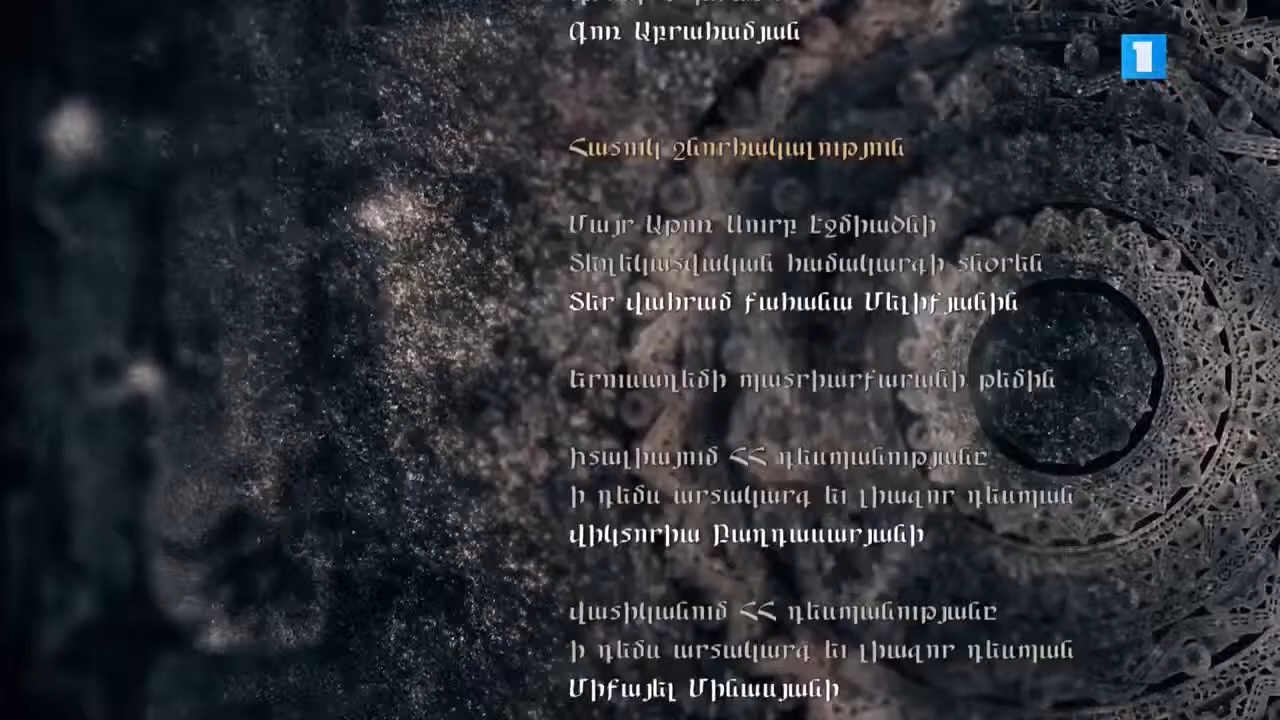 Գոռ Աբրահամյան
1
Հատուկ շնորհակալություն
Մայր Աթոռ Սուրբ Էջմիածնի
Տեղեկատվական համակարգի տնօրեն
Տեր Վահրամ քահանա Մելիքյանին
Երուսաղեմի պատրիարքարանի թեմին
Իտալիայում ՀՀ դեսպանությանը
ի դեմս արտակարգ եւ լիազոր դեսպան
Վիկտորիա Բաղդասարյանի
Վատիկանում ՀՀ դեսպանությանը
ի դեմս արտակարգ եւ լիազոր դեսպան
Միքայել Մինասյանի